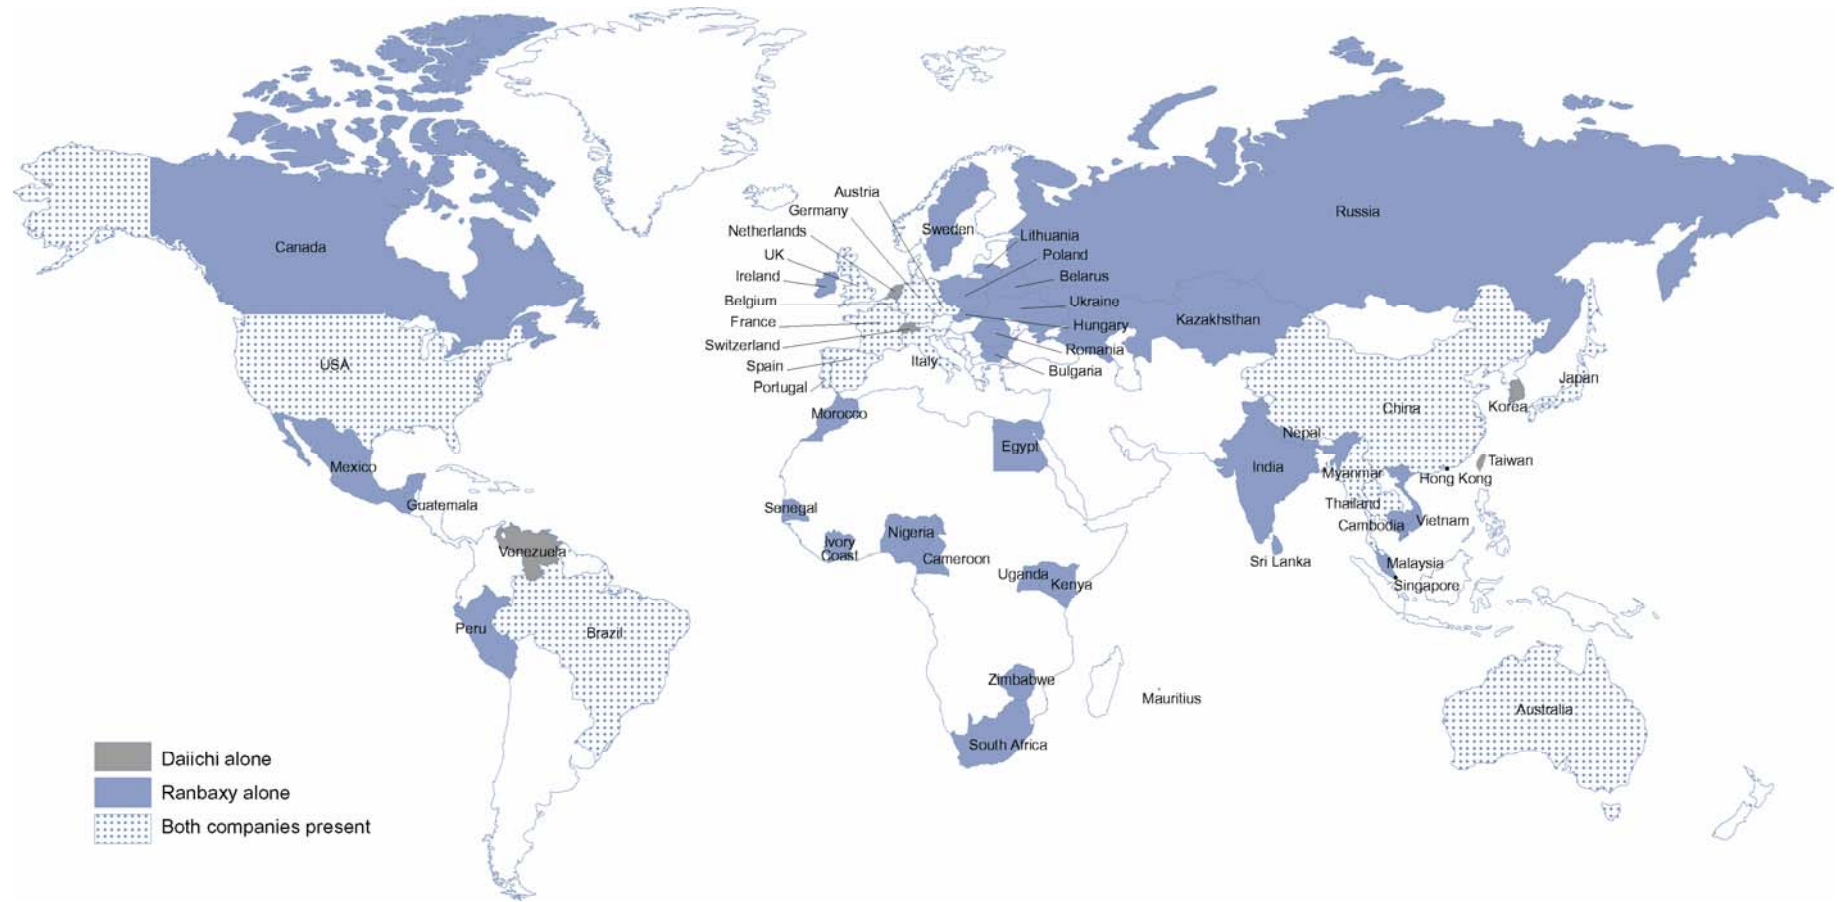 Austria
Germany
Netherlands
Sweden
Lithuania
Russia
Canada
UK
Poland
Ireland
Belarus
Belgium
Ukraine
France
Hungary
Kazakhsthan
Switzerland
Romania
USA
Spain
Italy
Bulgaria
Portugal
Japan
Morocco
China
Korea
Nepal
Egypt
Mexico
India
Myanmar
Taiwan
Hong Kong
Guatemala
Senegal
Thailand
Cambodia
Vietnam
Nigeria
Ivory
Coast
Venezuela
Cameroon
Sri Lanka
Malaysia
Uganda
Kenya
Singapore
Peru
Brazil
Zimbabwe
Mauritius
Australia
South Africa
Daiichi alone
Ranbaxy alone
Both companies present